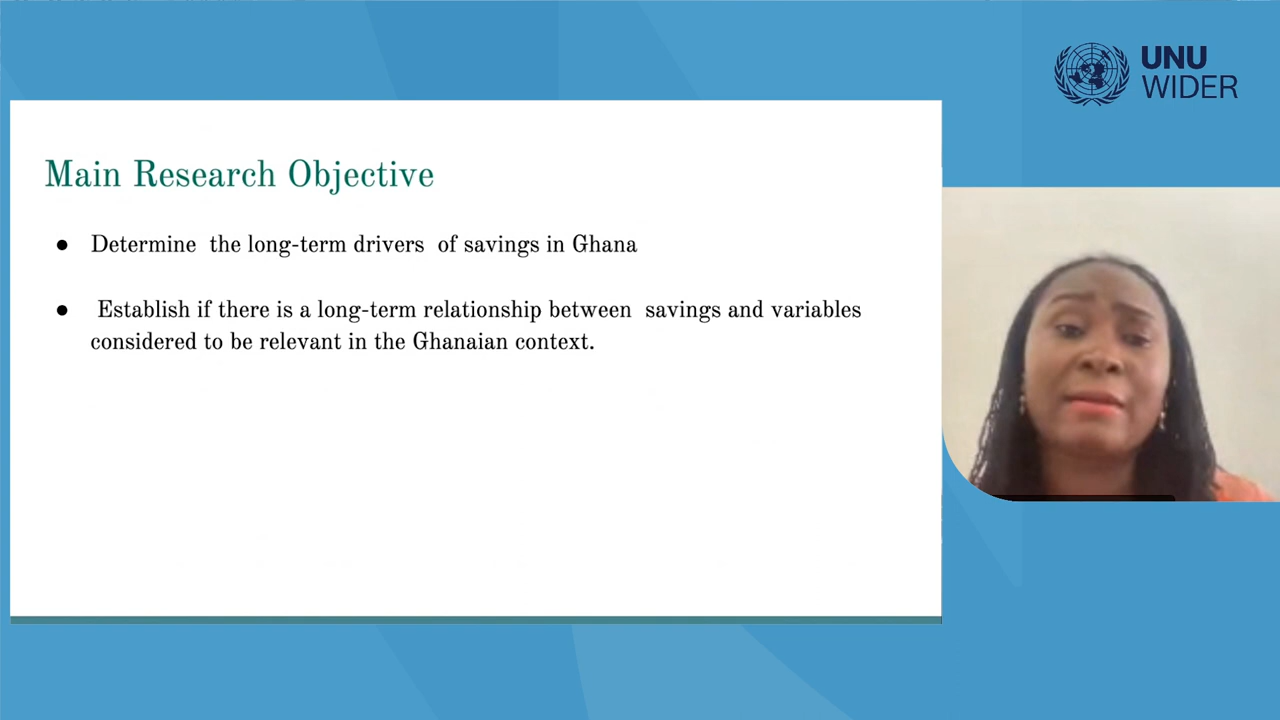 UNU
WIDER
Main Research Objective
● Determine the long-term drivers of savings in Ghana
● Establish if there is a long-term relationship between savings and variables
considered to be relevant in the Ghanaian context.